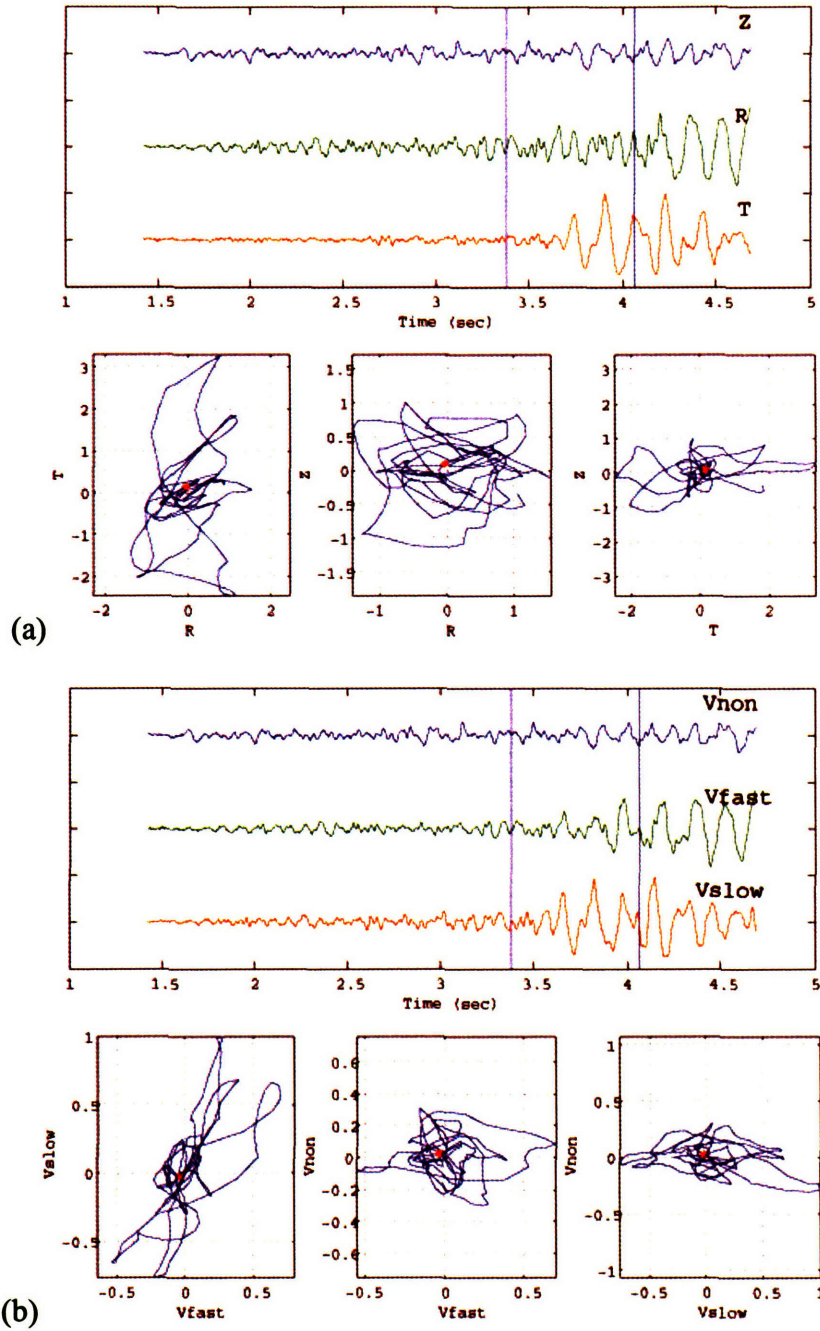 Z
R
T
1 1.5 2 2.5 3 3.5 4 4.5 5
Time (sec)
3
2
1
0
-1
-2
T
-2 0 2
R
1.5
1
0.5
0
-0.5
-1
-1.5
Z
-1 0 1
R
3
2
1
0
-1
-2
-3
Z
-2 0 2
T
(a)
Vnon
Vfast
Vslow
1 1.5 2 2.5 3 3.5 4 4.5 5
Time (sec)
1
0.5
0
-0.5
Vslow
-0.5 0 0.5
Vfast
0.6
0.4
0.2
0
-0.2
-0.4
-0.6
Vnon
-0.5 0 0.5
Vfast
1
0.5
0
-0.5
-1
Vnon
-0.5 0 0.5 1
Vslow
(b)